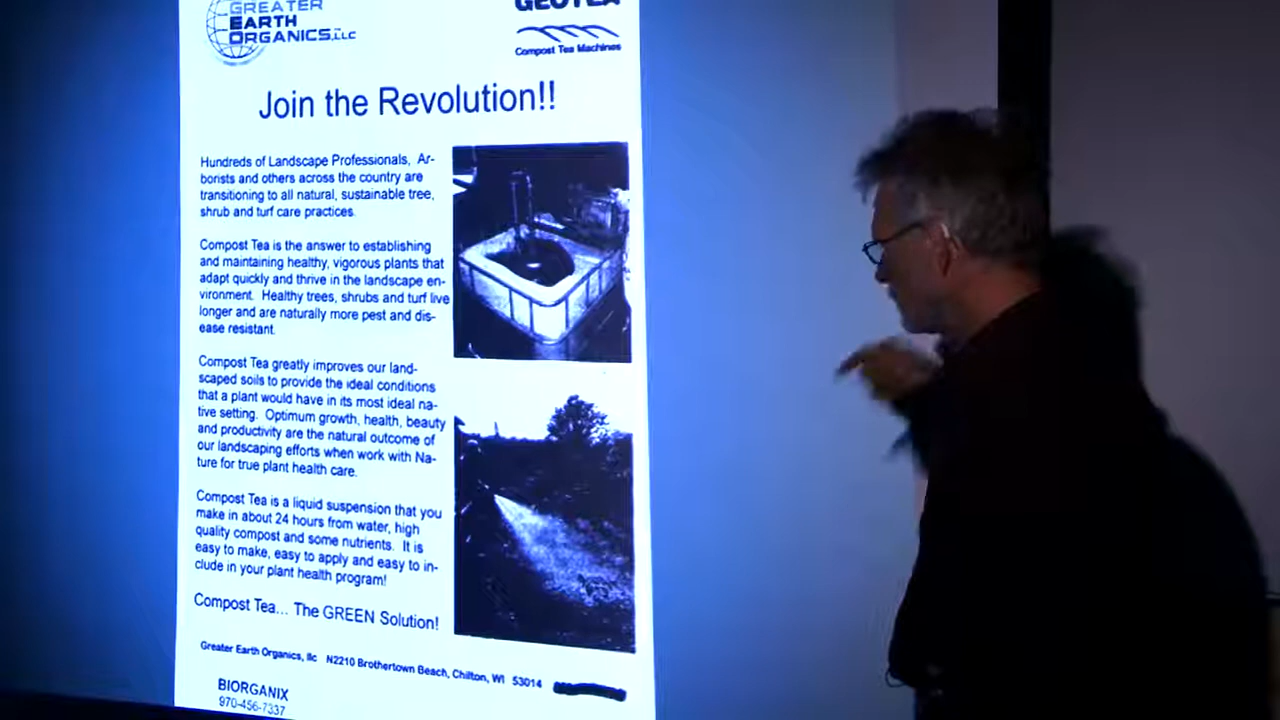 GREATER
EARTH
ORGANICS, LLC
GEOTEA
Compost Tea Machines
Join the Revolution!!
Hundreds of Landscape Professionals, Ar-
borists and others across the country are
transitioning to all natural, sustainable tree,
shrub and turf care practices.
Compost Tea is the answer to establishing
and maintaining healthy, vigorous plants that
adapt quickly and thrive in the landscape en-
vironment. Healthy trees, shrubs and turf live
longer and are naturally more pest and dis-
ease resistant.
Compost Tea greatly improves our land-
scaped soils to provide the ideal conditions
that a plant would have in its most ideal na-
tive setting. Optimum growth, health, beauty
and productivity are the natural outcome of
our landscaping efforts when work with Na-
ture for true plant health care.
Compost Tea is a liquid suspension that you
make in about 24 hours from water, high
quality compost and some nutrients. It is
easy to make, easy to apply and easy to in-
clude in your plant health program!
Compost Tea... The GREEN Solution!
Greater Earth Organics, llc N2210 Brothertown Beach, Chilton, WI 53014
BIORGANIX
970-456-7337